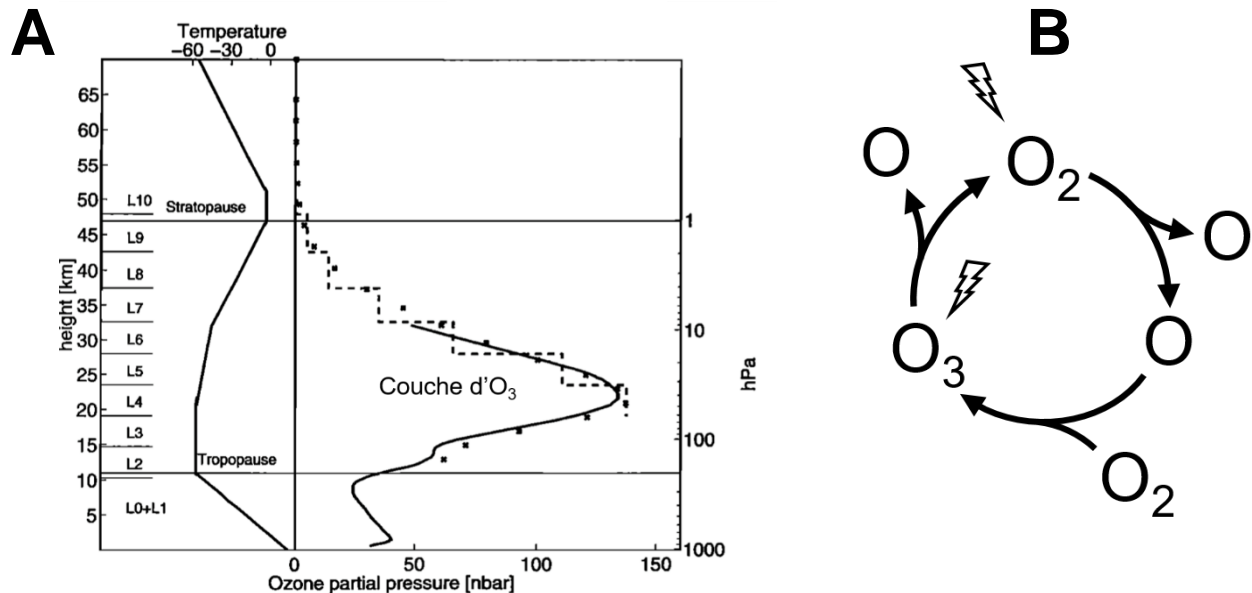 A
B
Temperature
−60 −30 0
65
60
55
50
45
40
35
30
25
20
15
10
5
height [km]
L10
L9
L8
L7
L6
L5
L4
L3
L2
L0+L1
Stratopause
Tropopause
Couche d'O3
1
10
100
1000
hPa
0 50 100 150
Ozone partial pressure [nbar]
O
O2
O
O3
O
O2